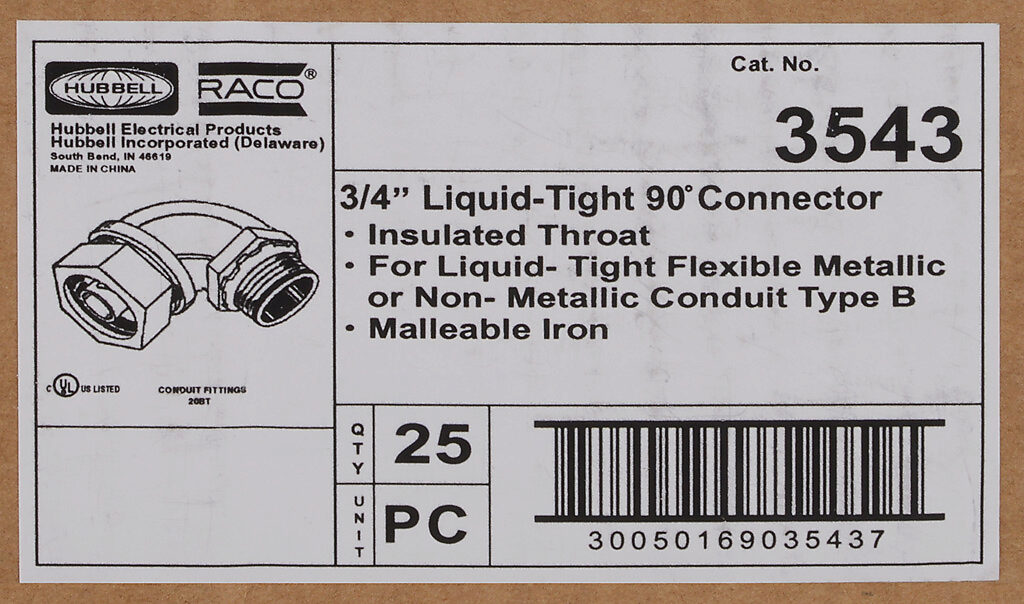 HUBBELL RACO®
Hubbell Electrical Products
Hubbell Incorporated (Delaware)
South Bend, IN 46619
MADE IN CHINA
Cat. No.
3543
3/4” Liquid-Tight 90° Connector
• Insulated Throat
• For Liquid- Tight Flexible Metallic
or Non- Metallic Conduit Type B
• Malleable Iron
C UL US LISTED
CONDUIT FITTINGS
20BT
QTY
25
UNIT
PC
30050169035437